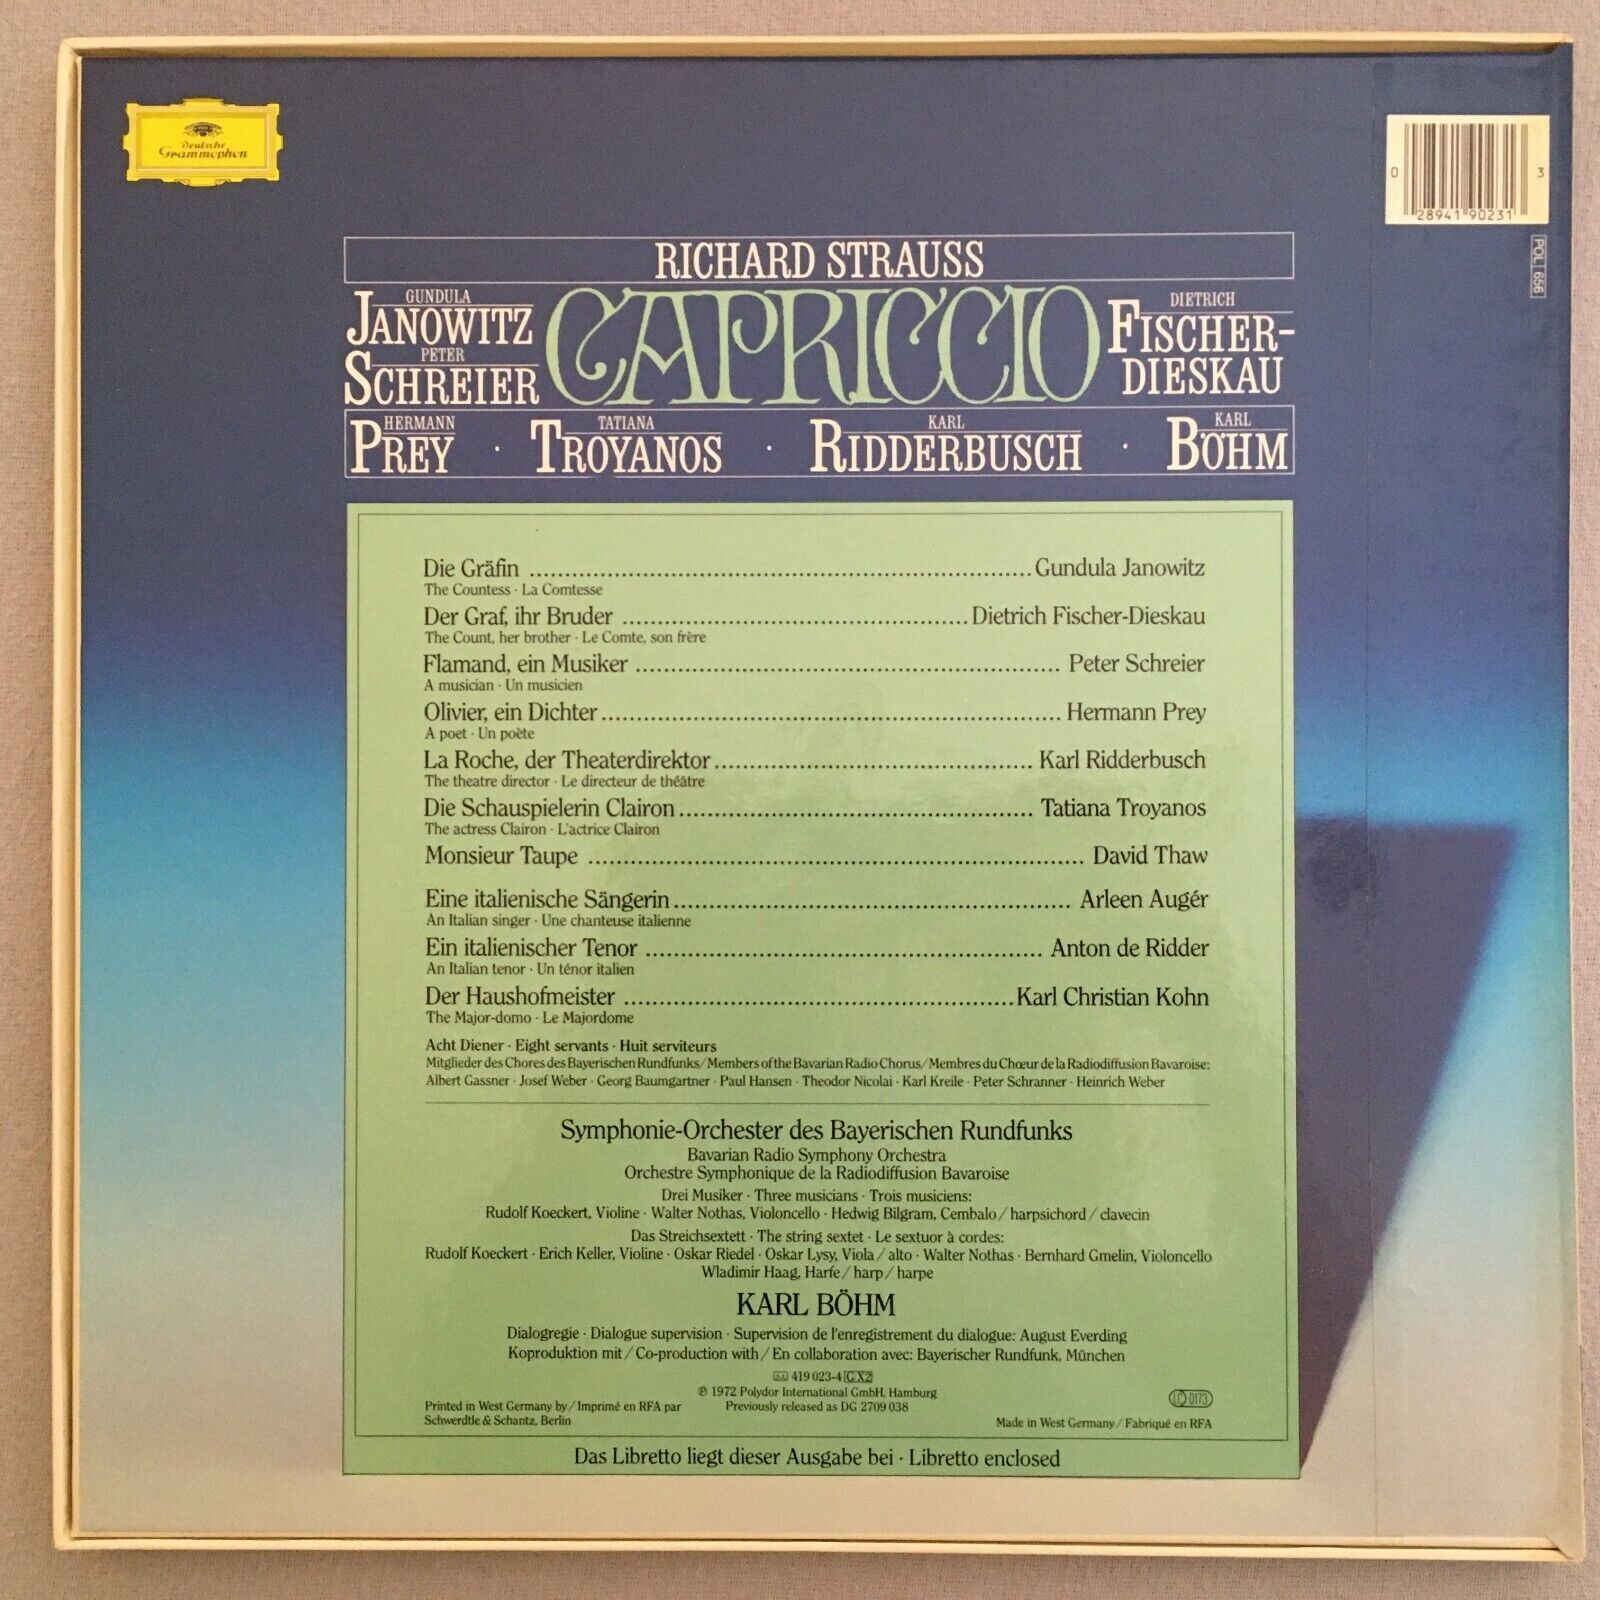 Deutsche
Grammophon
0 28941 90231 3
POL 656
RICHARD STRAUSS
CAPRICCIO
GUNDULA
JANOWITZ
PETER
SCHREIER
DIETRICH
FISCHER-
DIESKAU
HERMANN
PREY ·
TATIANA
TROYANOS ·
KARL
RIDDERBUSCH ·
KARL
BÖHM
Die Gräfin ........ Gundula Janowitz
The Countess · La Comtesse
Der Graf, ihr Bruder ........ Dietrich Fischer-Dieskau
The Count, her brother · Le Comte, son frère
Flamand, ein Musiker ........ Peter Schreier
A musician · Un musicien
Olivier, ein Dichter ........ Hermann Prey
A poet · Un poète
La Roche, der Theaterdirektor ........ Karl Ridderbusch
The theatre director · Le directeur de théâtre
Die Schauspielerin Clairon ........ Tatiana Troyanos
The actress Clairon · L'actrice Clairon
Monsieur Taupe ........ David Thaw
Eine italienische Sängerin ........ Arleen Augér
An Italian singer · Une chanteuse italienne
Ein italienischer Tenor ........ Anton de Ridder
An Italian tenor · Un ténor italien
Der Haushofmeister ........ Karl Christian Kohn
The Major-domo · Le Majordome
Acht Diener · Eight servants · Huit serviteurs
Mitglieder des Chores des Bayerischen Rundfunks/Members of the Bavarian Radio Chorus/Membres du Chœur de la Radiodiffusion Bavaroise:
Albert Gassner · Josef Weber · Georg Baumgartner · Paul Hansen · Theodor Nicolai · Karl Kreile · Peter Schranner · Heinrich Weber
Symphonie-Orchester des Bayerischen Rundfunks
Bavarian Radio Symphony Orchestra
Orchestre Symphonique de la Radiodiffusion Bavaroise
Drei Musiker · Three musicians · Trois musiciens:
Rudolf Koeckert, Violine · Walter Nothas, Violoncello · Hedwig Bilgram, Cembalo/harpsichord/clavecin
Das Streichsextett · The string sextet · Le sextuor à cordes:
Rudolf Koeckert · Erich Keller, Violine · Oskar Riedel · Oskar Lysy, Viola/alto · Walter Nothas · Bernhard Gmelin, Violoncello
Wladimir Haag, Harfe/harp/harpe
KARL BÖHM
Dialogregie · Dialogue supervision · Supervision de l'enregistrement du dialogue: August Everding
Koproduktion mit/Co-production with/En collaboration avec: Bayerischer Rundfunk, München
419 023-4 GX2
℗ 1972 Polydor International GmbH, Hamburg
Previously released as DG 2709 038
Printed in West Germany by/Imprimé en RFA par
Schwerdtle & Schantz, Berlin
LC 0173
Made in West Germany/Fabriqué en RFA
Das Libretto liegt dieser Ausgabe bei · Libretto enclosed